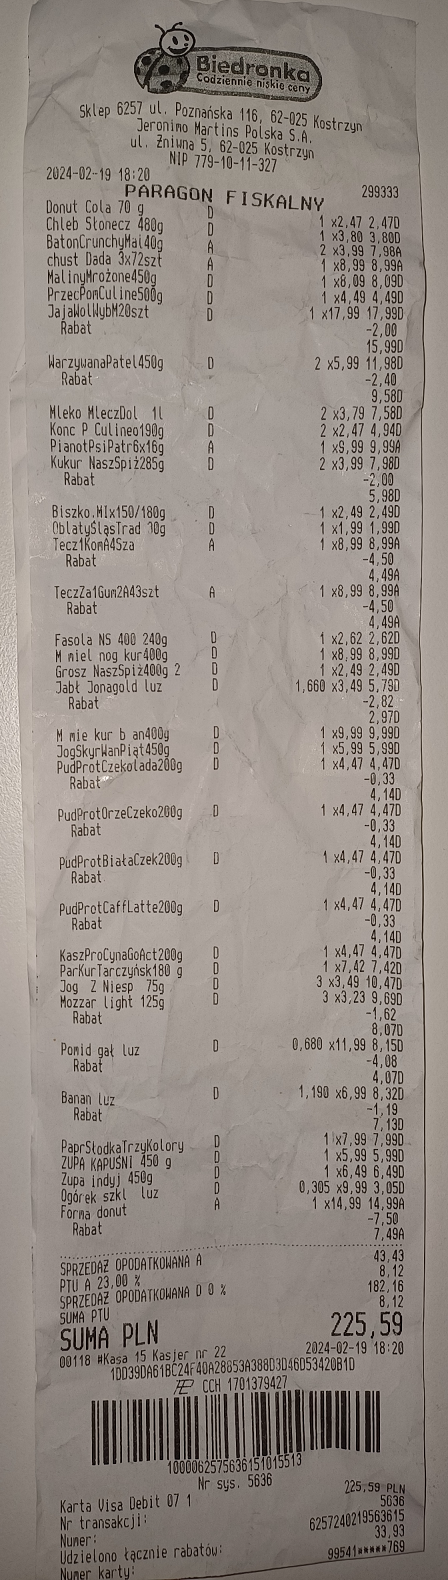 Biedronka
Codziennie niskie ceny
Sklep 6257 ul. Poznańska 116, 62-025 Kostrzyn
Jeronimo Martins Polska S.A.
ul. Żniwna 5, 62-025 Kostrzyn
NIP 779-10-11-327
2024-02-19 18:20 299333
PARAGON FISKALNY
Donut Cola 70 g D 1 x2,47 2,47D
Chleb Słonecz 480g D 1 x3,80 3,80D
BatonCrunchyMal40g A 2 x3,99 7,98A
chust Dada 3x72szt A 1 x8,99 8,99A
MalinyMrożone450g D 1 x8,09 8,09D
PrzecPomCuline500g D 1 x4,49 4,49D
JajaWolWybM20szt D 1 x17,99 17,99D
Rabat -2,00
15,99D
WarzywanaPatel450g D 2 x5,99 11,98D
Rabat -2,40
9,58D
Mleko MleczDol 1l D 2 x3,79 7,58D
Konc P Culineo190g D 2 x2,47 4,94D
PianotPsiPatr6x16g A 1 x9,99 9,99A
Kukur NaszSpiż285g D 2 x3,99 7,98D
Rabat -2,00
5,98D
Biszko.MIx150/180g D 1 x2,49 2,49D
OblatyŚląsTrad 30g D 1 x1,99 1,99D
Tecz1KomA4Sza A 1 x8,99 8,99A
Rabat -4,50
4,49A
TeczZa1Gum2A43szt A 1 x8,99 8,99A
Rabat -4,50
4,49A
Fasola NS 400 240g D 1 x2,62 2,62D
M miel nog kur400g D 1 x8,99 8,99D
Grosz NaszSpiż400g 2 D 1 x2,49 2,49D
Jabł Jonagold luz D 1,660 x3,49 5,79D
Rabat -2,82
2,97D
M mie kur b an400g D 1 x9,99 9,99D
JogSkyrWanPiąt450g D 1 x5,99 5,99D
PudProtCzekolada200g D 1 x4,47 4,47D
Rabat -0,33
4,14D
PudProtOrzeCzeko200g D 1 x4,47 4,47D
Rabat -0,33
4,14D
PudProtBiałaCzek200g D 1 x4,47 4,47D
Rabat -0,33
4,14D
PudProtCaffLatte200g D 1 x4,47 4,47D
Rabat -0,33
4,14D
KaszProCynaGoAct200g D 1 x4,47 4,47D
ParKurTarczyńsk180 g D 1 x7,42 7,42D
Jog Z Niesp 75g D 3 x3,49 10,47D
Mozzar light 125g D 3 x3,23 9,69D
Rabat -1,62
8,07D
Pomid gał luz D 0,680 x11,99 8,15D
Rabat -4,08
4,07D
Banan luz D 1,190 x6,99 8,32D
Rabat -1,19
7,13D
PaprSłodkaTrzyKolory D 1 x7,99 7,99D
ZUPA KAPUŚNI 450 g D 1 x5,99 5,99D
Zupa indyj 450g D 1 x6,49 6,49D
Ogórek szkl luz D 0,305 x9,99 3,05D
Forma donut A 1 x14,99 14,99A
Rabat -7,50
7,49A
SPRZEDAŻ OPODATKOWANA A 43,43
PTU A 23,00 % 8,12
SPRZEDAŻ OPODATKOWANA D 0 % 182,16
SUMA PTU 8,12
SUMA PLN 225,59
00118 #Kasa 15 Kasjer nr 22 2024-02-19 18:20
1DD39DA61BC24F40A28853A388D3D46D53420B1D
CCH 1701379427
1000062575636151015513
Nr sys. 5636
Karta Visa Debit 07 1 225,59 PLN
Nr transakcji: 5636
Numer: 6257240219563615
Udzielono łącznie rabatów: 33,93
Numer karty: 99541*****769